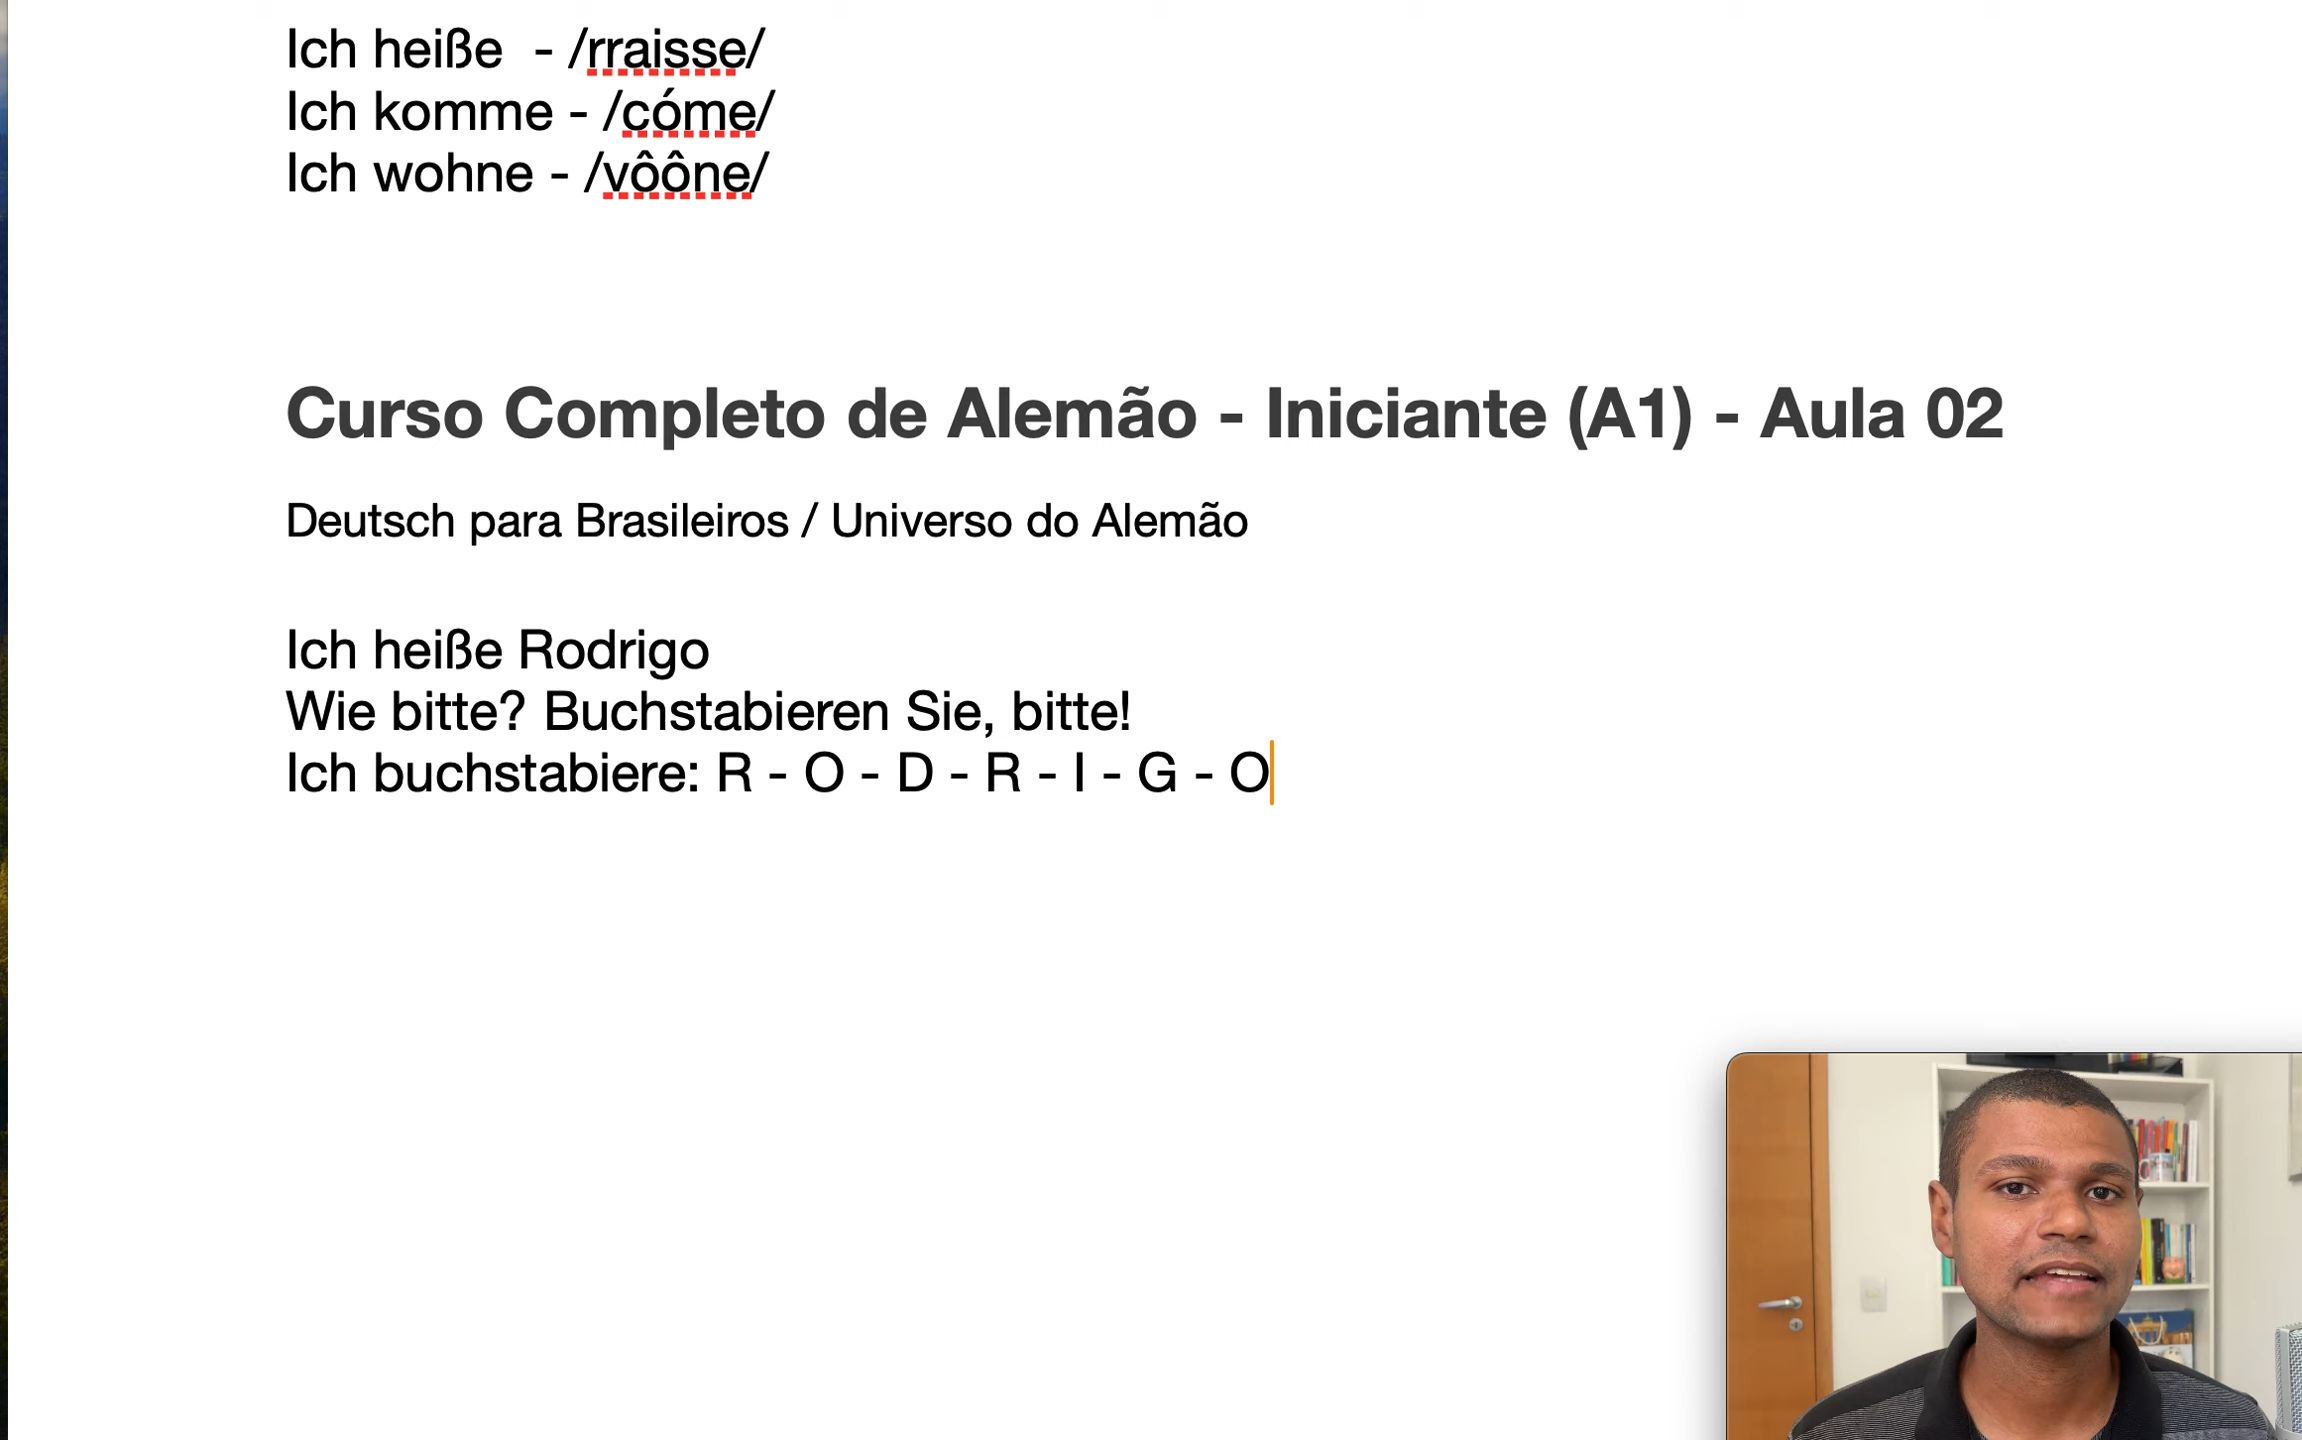 Ich heiße  - /rraisse/
Ich komme - /cóme/
Ich wohne - /vôône/
Curso Completo de Alemão - Iniciante (A1) - Aula 02
Deutsch para Brasileiros / Universo do Alemão
Ich heiße Rodrigo
Wie bitte? Buchstabieren Sie, bitte!
Ich buchstabiere: R - O - D - R - I - G - O